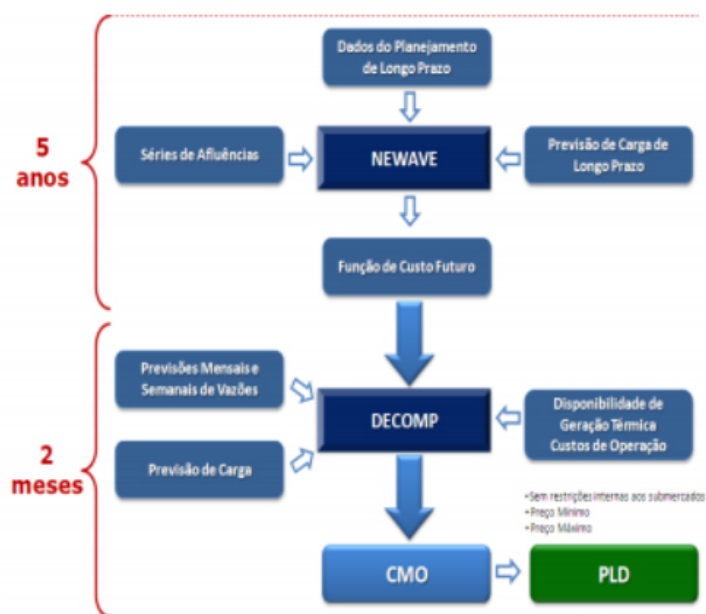 Dados do Planejamento
de Longo Prazo
5
anos
Séries de Afluências
NEWAVE
Previsão de Carga de
Longo Prazo
Função de Custo Futuro
2
meses
Previsões Mensais e
Semanais de Vazões
Previsão de Carga
DECOMP
Disponibilidade de
Geração Térmica
Custos de Operação
•Sem restrições internas aos submercados
•Preço Mínimo
•Preço Máximo
CMO
PLD